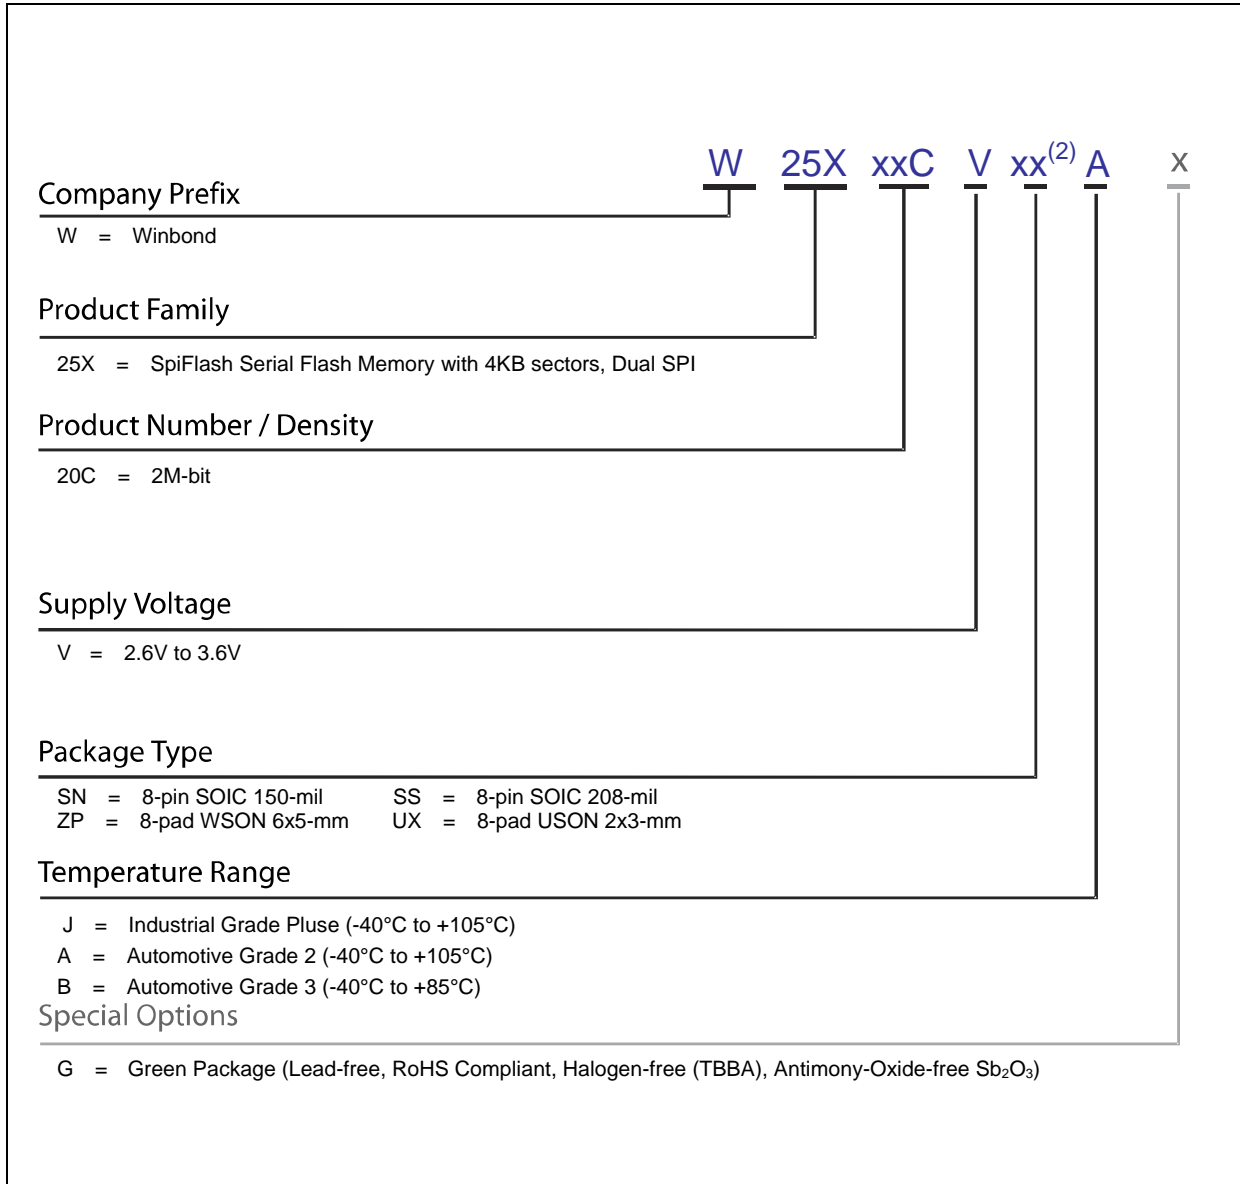 W 25X xxC V xx(2) A x
Company Prefix
W = Winbond
Product Family
25X = SpiFlash Serial Flash Memory with 4KB sectors, Dual SPI
Product Number / Density
20C = 2M-bit
Supply Voltage
V = 2.6V to 3.6V
Package Type
SN = 8-pin SOIC 150-mil SS = 8-pin SOIC 208-mil
ZP = 8-pad WSON 6x5-mm UX = 8-pad USON 2x3-mm
Temperature Range
J = Industrial Grade Pluse (-40°C to +105°C)
A = Automotive Grade 2 (-40°C to +105°C)
B = Automotive Grade 3 (-40°C to +85°C)
Special Options
G = Green Package (Lead-free, RoHS Compliant, Halogen-free (TBBA), Antimony-Oxide-free Sb₂O₃)